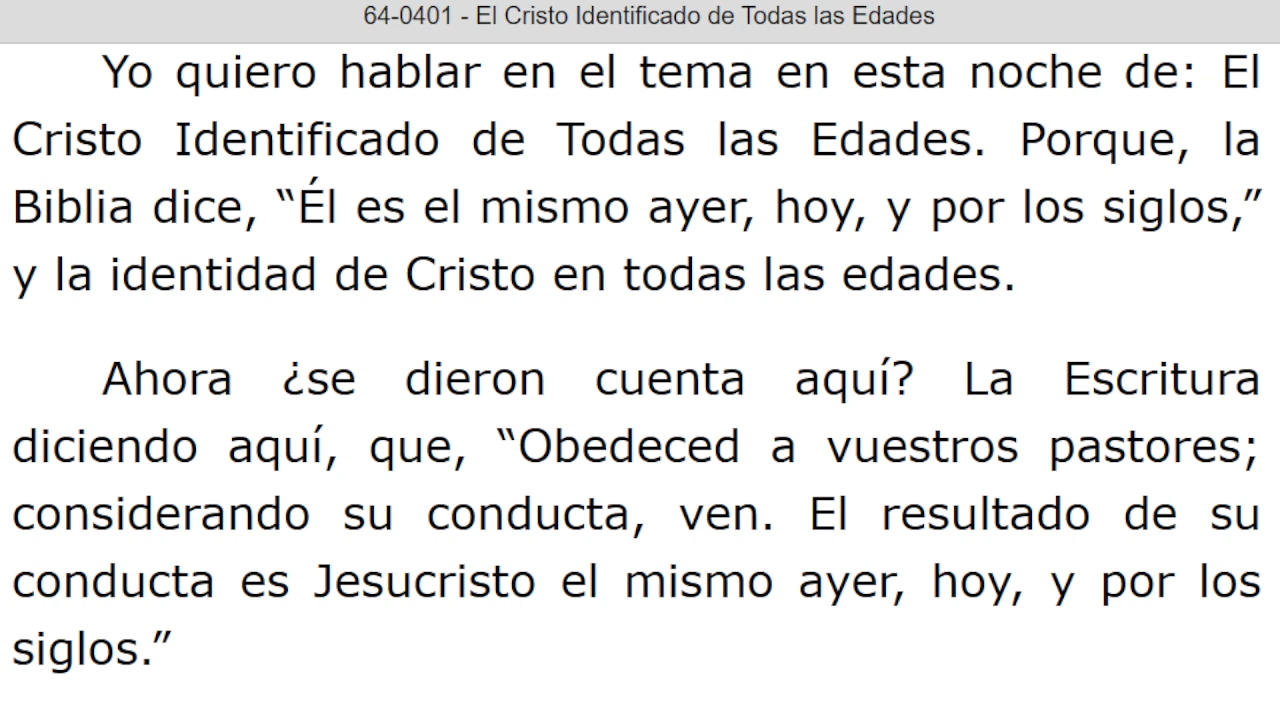 64-0401 - El Cristo Identificado de Todas las Edades
Yo quiero hablar en el tema en esta noche de: El
Cristo Identificado de Todas las Edades. Porque, la
Biblia dice, “Él es el mismo ayer, hoy, y por los siglos,”
y la identidad de Cristo en todas las edades.
Ahora ¿se dieron cuenta aquí? La Escritura
diciendo aquí, que, “Obedeced a vuestros pastores;
considerando su conducta, ven. El resultado de su
conducta es Jesucristo el mismo ayer, hoy, y por los
siglos.”